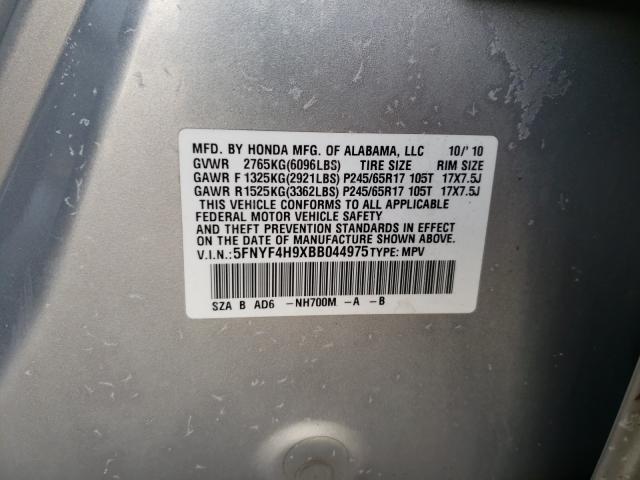 MFD. BY HONDA MFG. OF ALABAMA, LLC 10/'10
GVWR 2765KG(6096LBS) TIRE SIZE RIM SIZE
GAWR F 1325KG(2921LBS) P245/65R17 105T 17X7.5J
GAWR R 1525KG(3362LBS) P245/65R17 105T 17X7.5J
THIS VEHICLE CONFORMS TO ALL APPLICABLE
FEDERAL MOTOR VEHICLE SAFETY
AND THEFT PREVENTION STANDARDS IN EFFECT
ON THE DATE OF MANUFACTURE SHOWN ABOVE.
V.I.N.:5FNYF4H9XBB044975 TYPE: MPV
SZA B AD6 -NH700M -A -B